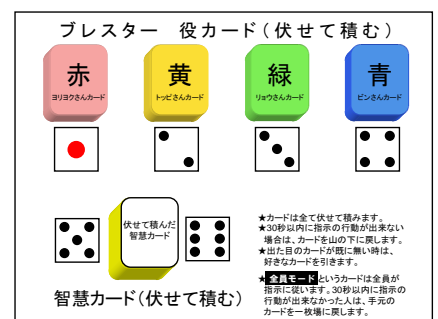 ブレスター 役カード(伏せて積む)
赤
ヨリヨクさんカード
黄
トッピさんカード
緑
リョウさんカード
青
ピンさんカード
伏せて積んだ
智慧カード
智慧カード(伏せて積む)
★カードは全て伏せて積みます。
★30秒以内に指示の行動が出来ない
場合は、カードを山の下に戻します。
★出た目のカードが既に無い時は、
好きなカードを引きます。
★ 全員モード というカードは全員が
指示に従います。30秒以内に指示の
行動が出来なかった人は、手元の
カードを一枚場に戻します。